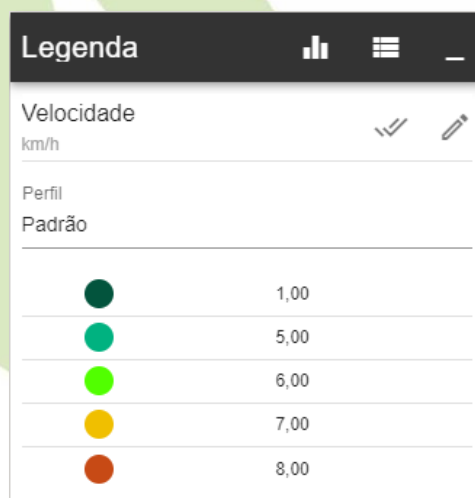 Legenda
Velocidade
km/h
Perfil
Padrão
1,00
5,00
6,00
7,00
8,00